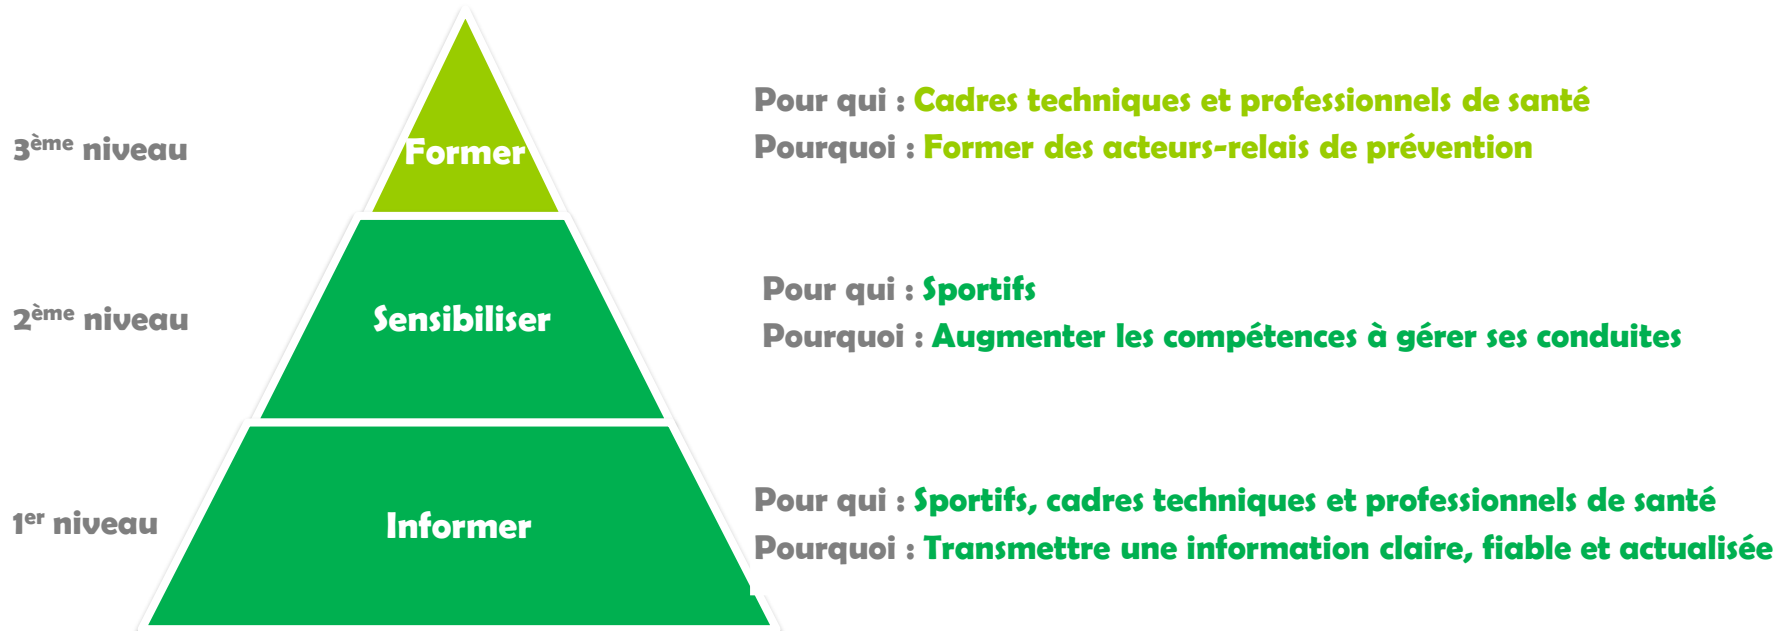 Pour qui : Cadres techniques et professionnels de santé
3ème niveau
Former
Pourquoi : Former des acteurs-relais de prévention
Pour qui : Sportifs
2ème niveau
Sensibiliser
Pourquoi : Augmenter les compétences à gérer ses conduites
Pour qui : Sportifs, cadres techniques et professionnels de santé
1er niveau
Informer
Pourquoi : Transmettre une information claire, fiable et actualisée